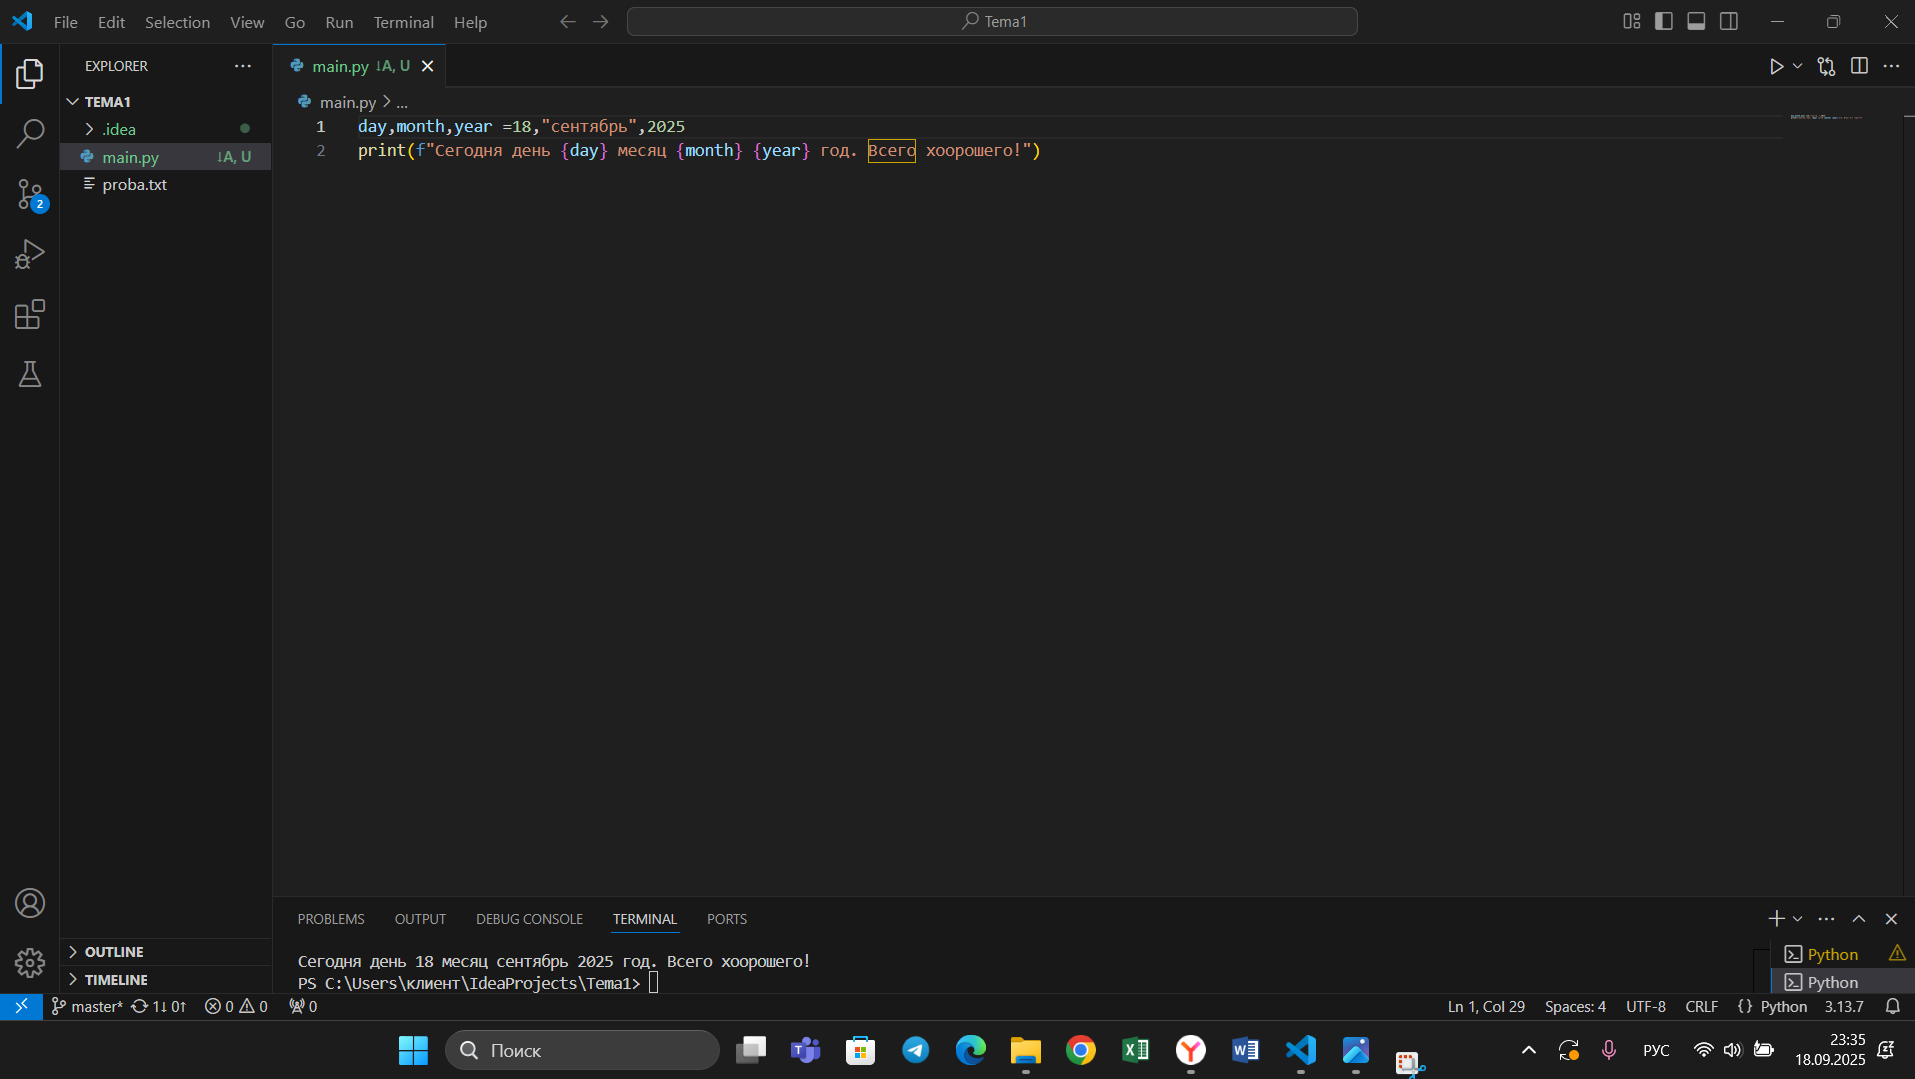 File Edit Selection View Go Run Terminal Help
Tema1
EXPLORER
TEMA1
.idea
main.py ↓A, U
proba.txt
2
main.py ↓A, U
main.py > ...
1 day,month,year =18,"сентябрь",2025
2 print(f"Сегодня день {day} месяц {month} {year} год. Всего хоорошего!")
OUTLINE
TIMELINE
PROBLEMS OUTPUT DEBUG CONSOLE TERMINAL PORTS
Сегодня день 18 месяц сентябрь 2025 год. Всего хоорошего!
PS C:\Users\клиент\IdeaProjects\Tema1>
Python
Python
master* 1↓ 0↑ 0 0 0
Ln 1, Col 29 Spaces: 4 UTF-8 CRLF {} Python 3.13.7
Поиск
РУС
23:35
18.09.2025